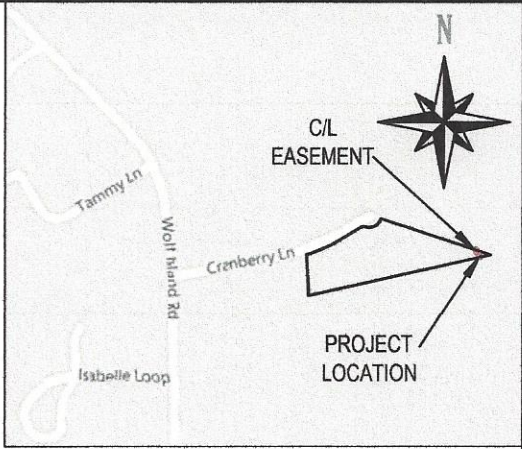 N
C/L
EASEMENT
Tammy Ln
Wolf Island Rd
Cranberry Ln
PROJECT
LOCATION
Isabelle Loop